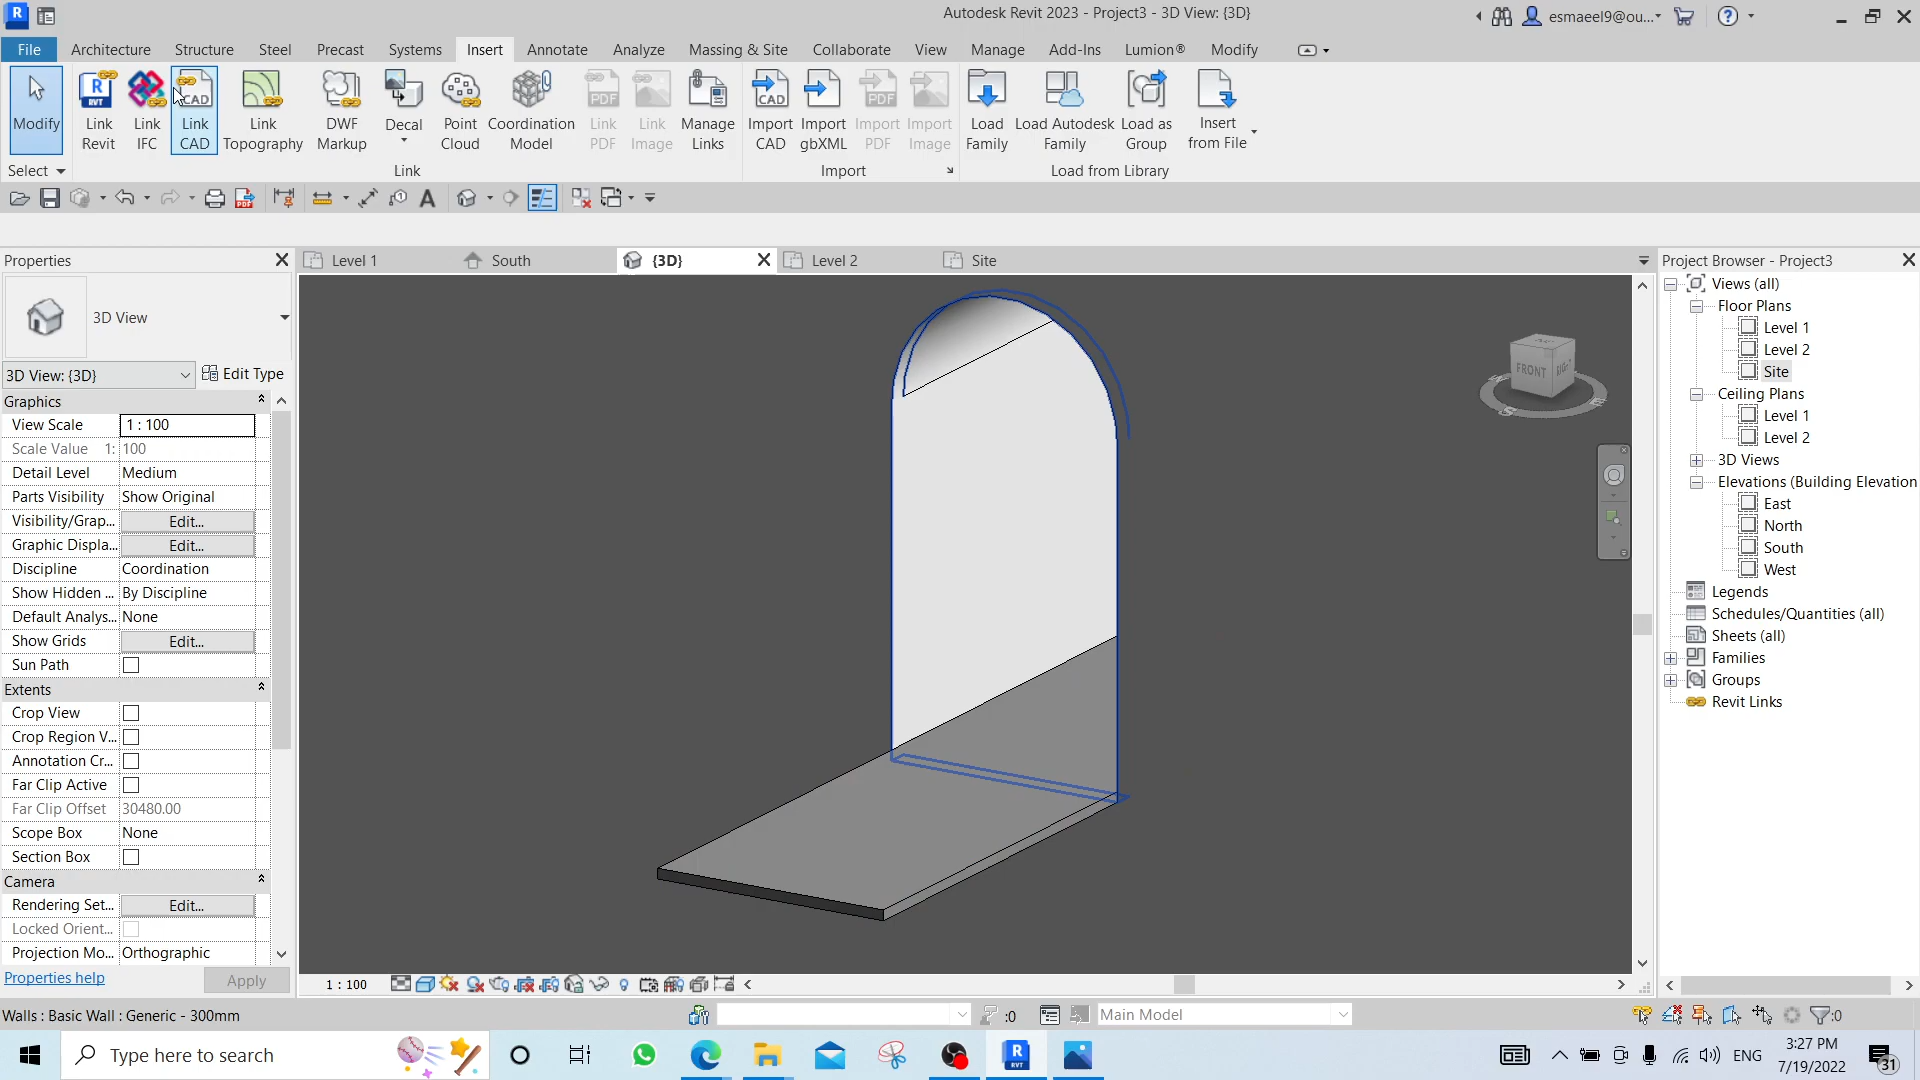 Autodesk Revit 2023 - Project3 - 3D View: {3D}
esmaeel9@ou...
File Architecture Structure Steel Precast Systems Insert Annotate Analyze Massing & Site Collaborate View Manage Add-Ins Lumion® Modify
Modify
Link Revit
Link IFC
Link CAD
Link Topography
DWF Markup
Decal
Point Cloud
Coordination Model
Link PDF
Link Image
Manage Links
Import CAD
Import gbXML
Import PDF
Import Image
Load Family
Load Autodesk Family
Load as Group
Insert from File
Select
Link
Import
Load from Library
Properties
Level 1
South
{3D}
Level 2
Site
Project Browser - Project3
3D View
3D View: {3D}
Edit Type
Graphics
View Scale 1 : 100
Scale Value 1: 100
Detail Level Medium
Parts Visibility Show Original
Visibility/Grap... Edit...
Graphic Displa... Edit...
Discipline Coordination
Show Hidden ... By Discipline
Default Analys... None
Show Grids Edit...
Sun Path
Extents
Crop View
Crop Region V...
Annotation Cr...
Far Clip Active
Far Clip Offset 30480.00
Scope Box None
Section Box
Camera
Rendering Set... Edit...
Locked Orient...
Projection Mo... Orthographic
Properties help
Apply
FRONT
Views (all)
Floor Plans
Level 1
Level 2
Site
Ceiling Plans
Level 1
Level 2
3D Views
Elevations (Building Elevation
East
North
South
West
Legends
Schedules/Quantities (all)
Sheets (all)
Families
Groups
Revit Links
1 : 100
Walls : Basic Wall : Generic - 300mm
:0
Main Model
:0
Type here to search
ENG
3:27 PM
7/19/2022
31